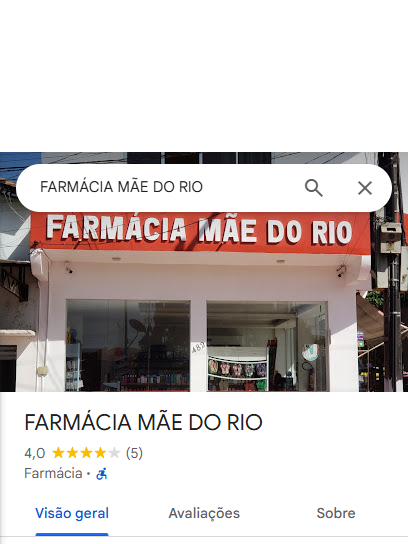 FARMÁCIA MÃE DO RIO
FARMÁCIA MÃE DO RIO
489
FARMÁCIA MÃE DO RIO
4,0 (5)
Farmácia ·
Visão geral Avaliações Sobre